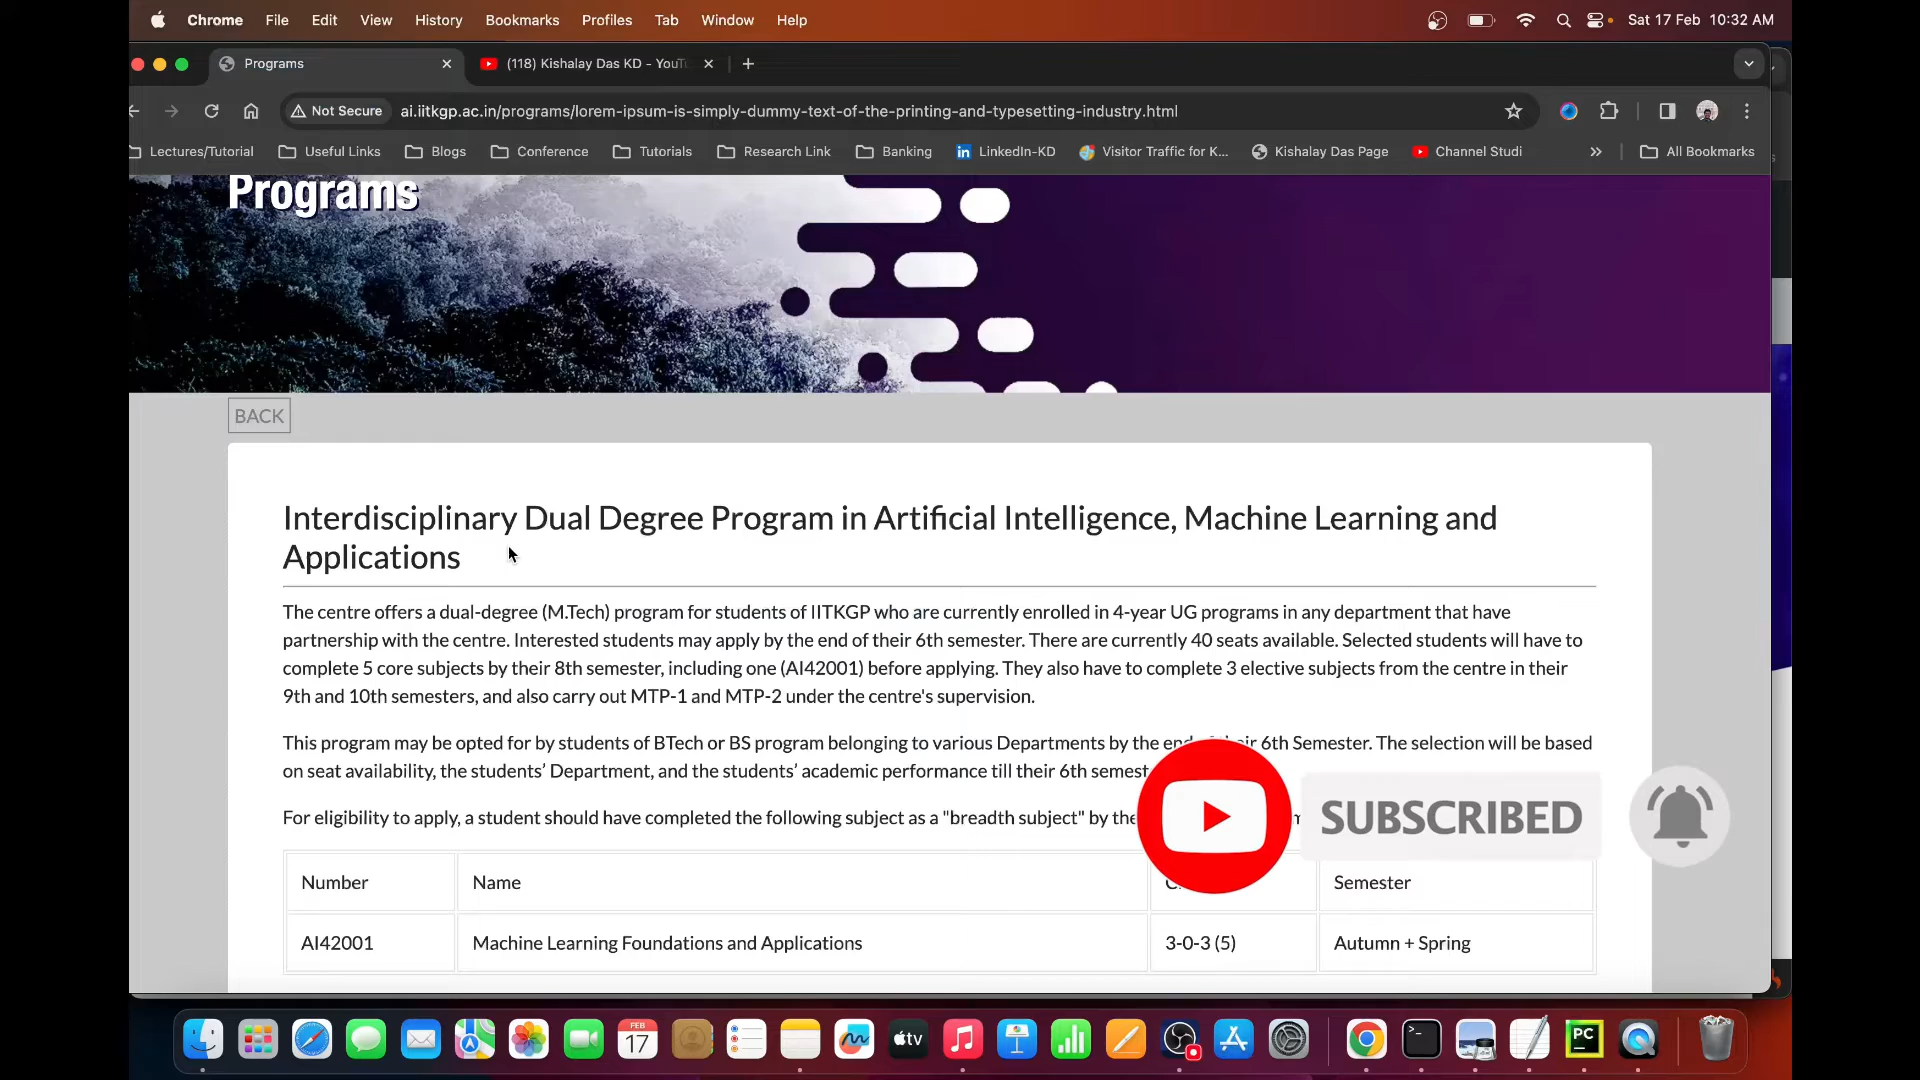 Chrome File Edit View History Bookmarks Profiles Tab Window Help Sat 17 Feb 10:32 AM
Programs (118) Kishalay Das KD - YouT
Not Secure ai.iitkgp.ac.in/programs/lorem-ipsum-is-simply-dummy-text-of-the-printing-and-typesetting-industry.html
Lectures/Tutorial Useful Links Blogs Conference Tutorials Research Link Banking LinkedIn-KD Visitor Traffic for K... Kishalay Das Page Channel Studi All Bookmarks
Programs
BACK
Interdisciplinary Dual Degree Program in Artificial Intelligence, Machine Learning and
Applications
The centre offers a dual-degree (M.Tech) program for students of IITKGP who are currently enrolled in 4-year UG programs in any department that have
partnership with the centre. Interested students may apply by the end of their 6th semester. There are currently 40 seats available. Selected students will have to
complete 5 core subjects by their 8th semester, including one (AI42001) before applying. They also have to complete 3 elective subjects from the centre in their
9th and 10th semesters, and also carry out MTP-1 and MTP-2 under the centre's supervision.
This program may be opted for by students of BTech or BS program belonging to various Departments by the 6th Semester. The selection will be based
on seat availability, the students’ Department, and the students’ academic performance till their 6th
For eligibility to apply, a student should have completed the following subject as a "breadth subject" by
SUBSCRIBED
Number Name Semester
AI42001 Machine Learning Foundations and Applications 3-0-3 (5) Autumn + Spring
FEB
17
tv
PC